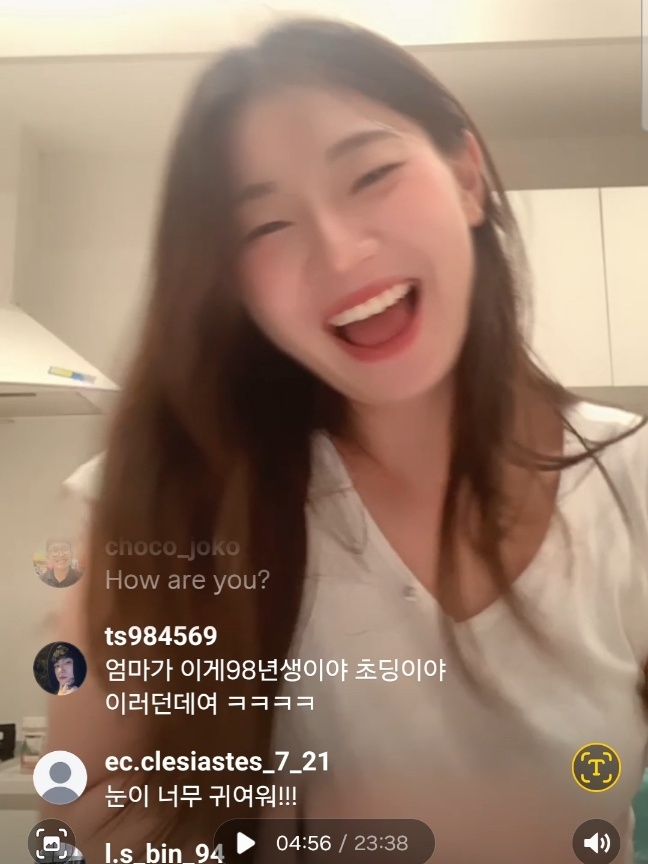 choco_joko
How are you?
ts984569
엄마가 이게98년생이야 초딩이야
이러던데여 ㅋㅋㅋㅋ
ec.clesiastes_7_21
눈이 너무 귀여워!!!
l.s_bin_94
04:56 / 23:38